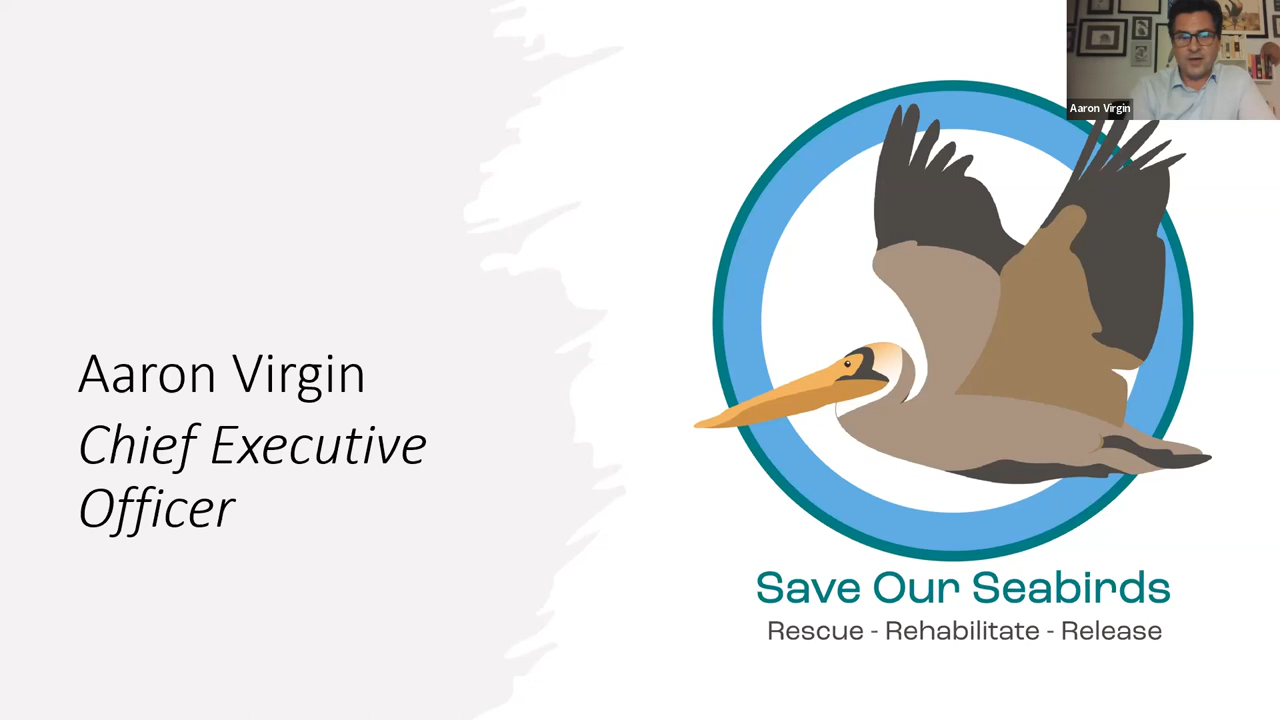 Aaron Virgin
Aaron Virgin
Chief Executive
Officer
Save Our Seabirds
Rescue - Rehabilitate - Release